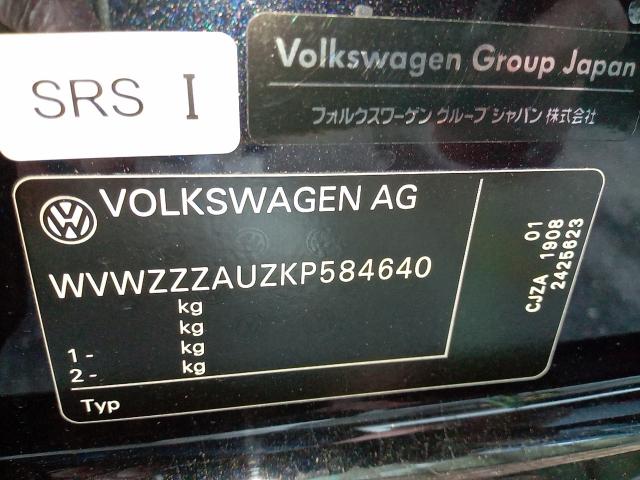 SRS I
Volkswagen Group Japan
フォルクスワーゲン グループ ジャパン 株式会社
VOLKSWAGEN AG
WVWZZZAUZKP584640
kg
kg
1 - kg
2 - kg
Typ
01
CJZA 1908
2425623